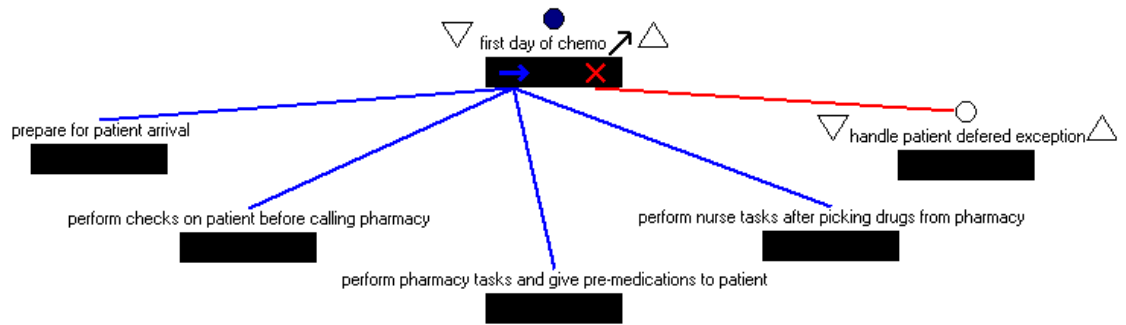 first day of chemo
prepare for patient arrival
handle patient defered exception
perform checks on patient before calling pharmacy
perform nurse tasks after picking drugs from pharmacy
perform pharmacy tasks and give pre-medications to patient